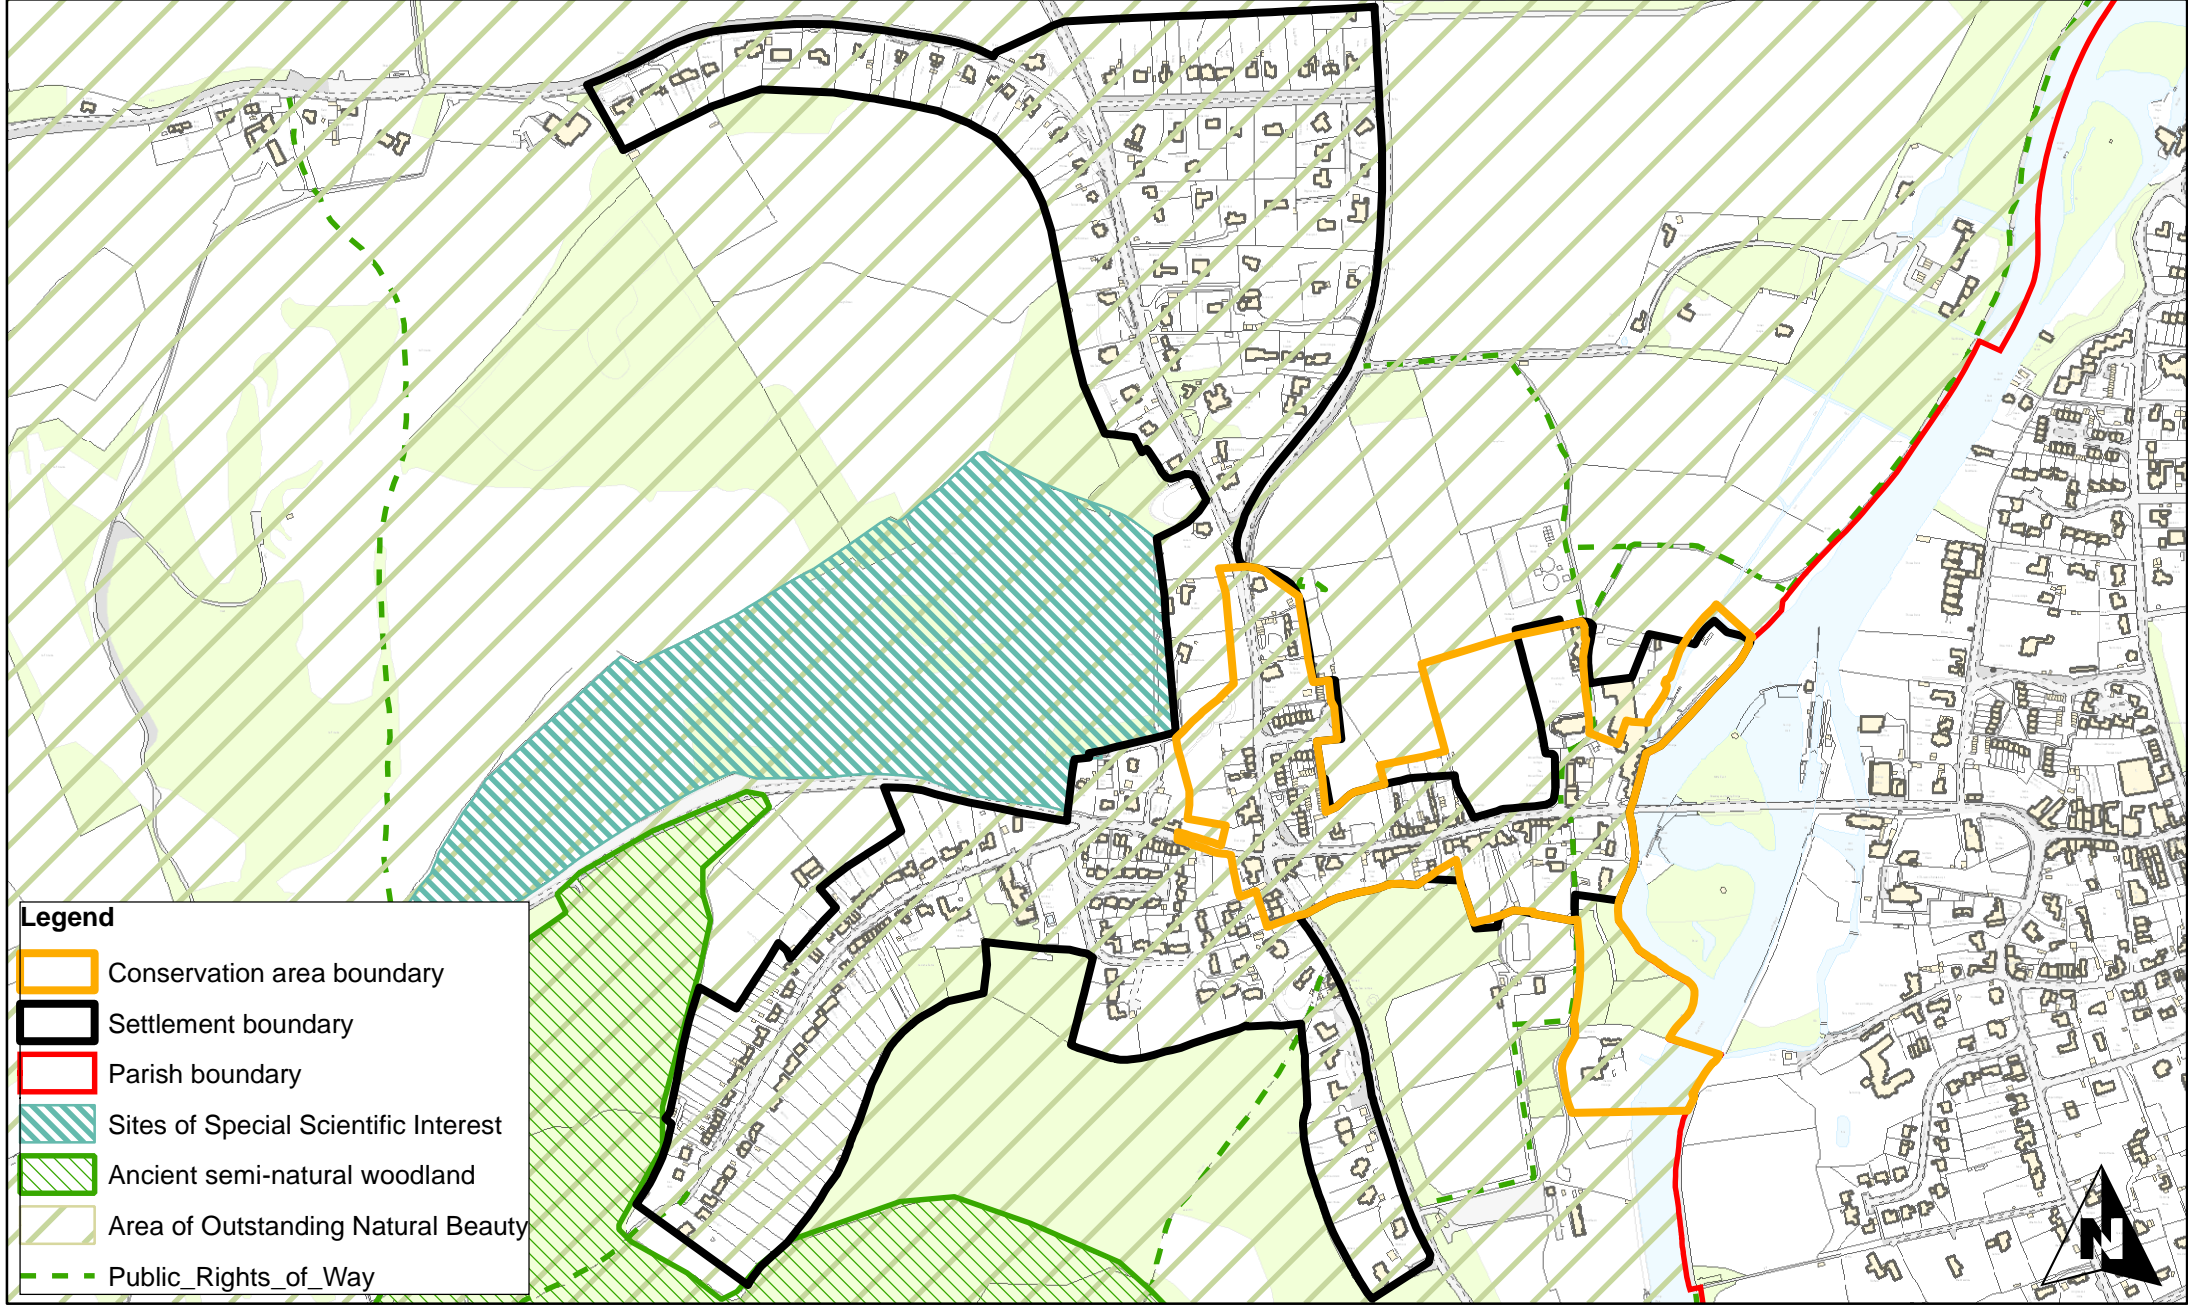 Legend
Conservation area boundary
Settlement boundary
Parish boundary
Sites of Special Scientific Interest
Ancient semi-natural woodland
Area of Outstanding Natural Beauty
Public_Rights_of_Way
N